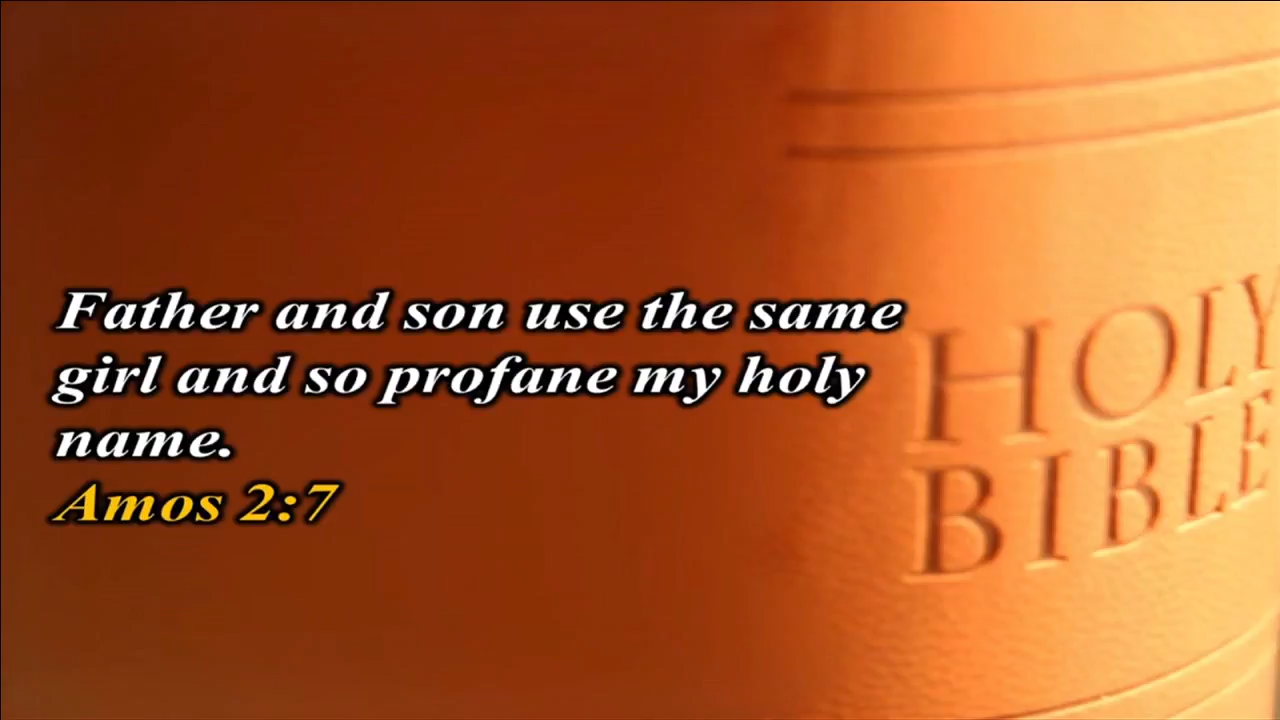 Father and son use the same
girl and so profane my holy
name.
Amos 2:7
HOLY
BIBLE